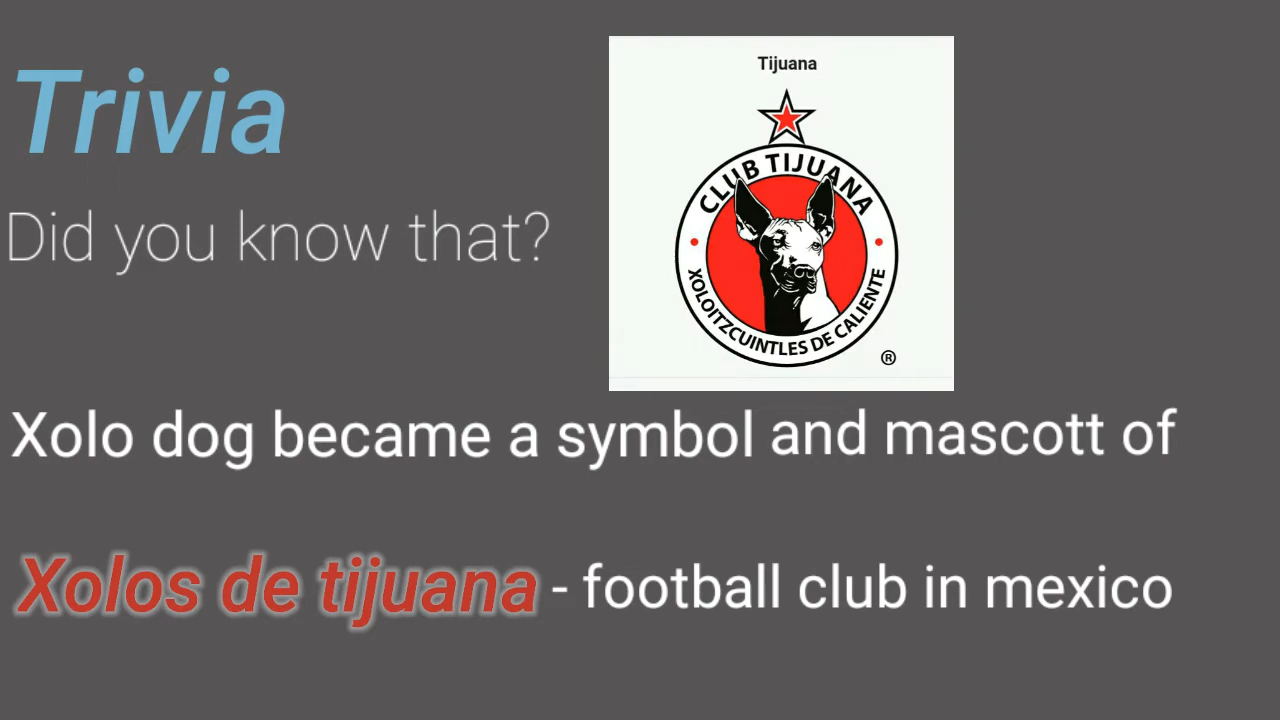 Trivia
Did you know that?
Tijuana
CLUB TIJUANA
XOLOITZCUINTLES DE CALIENTE
®
Xolo dog became a symbol and mascott of
Xolos de tijuana - football club in mexico